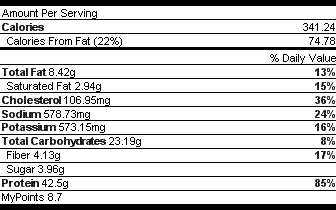 Amount Per Serving
Calories 341.24
Calories From Fat (22%) 74.78
% Daily Value
Total Fat 8.42g 13%
Saturated Fat 2.94g 15%
Cholesterol 106.95mg 36%
Sodium 578.73mg 24%
Potassium 573.15mg 16%
Total Carbohydrates 23.19g 8%
Fiber 4.13g 17%
Sugar 3.96g
Protein 42.5g 85%
MyPoints 8.7